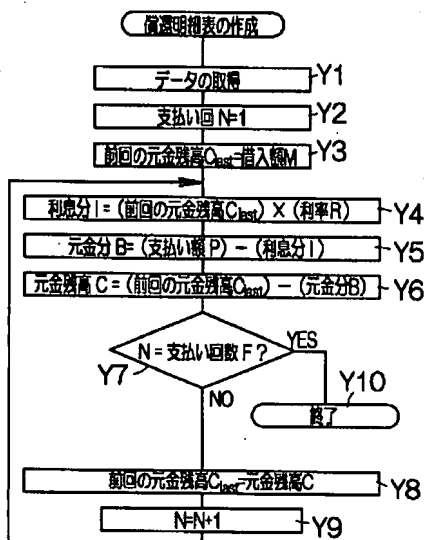 償還明細表の作成
データの取得 Y1
支払い回 N=1 Y2
前回の元金残高Clast=借入額M Y3
利息分I=(前回の元金残高Clast)×(利率R) Y4
元金分B=(支払い額P)-(利息分I) Y5
元金残高C=(前回の元金残高Clast)-(元金分B) Y6
N=支払い回数F? YES
Y7
NO
Y10
終了
前回の元金残高Clast=元金残高C Y8
N=N+1 Y9